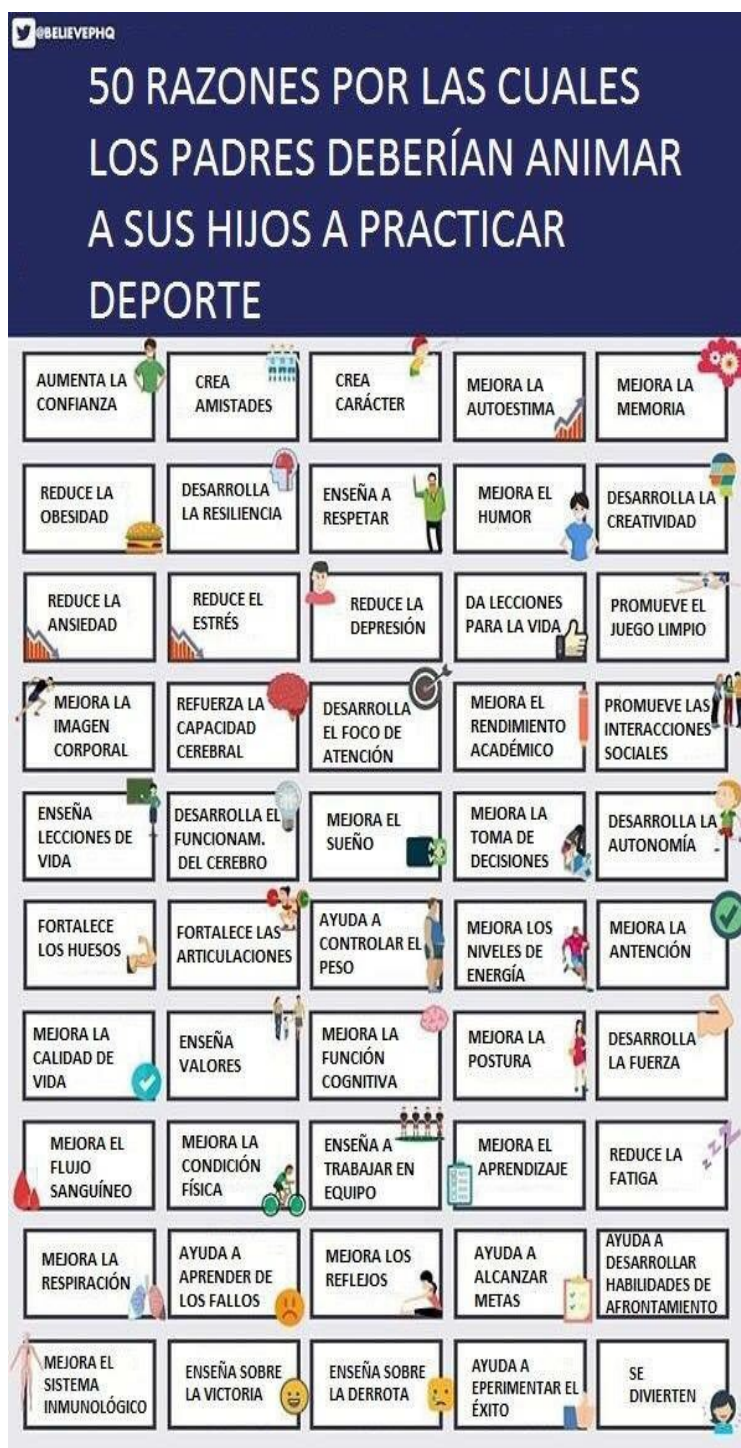 @BELIEVEPHQ
50 RAZONES POR LAS CUALES
LOS PADRES DEBERÍAN ANIMAR
A SUS HIJOS A PRACTICAR
DEPORTE
AUMENTA LA
CONFIANZA
CREA
AMISTADES
CREA
CARÁCTER
MEJORA LA
AUTOESTIMA
MEJORA LA
MEMORIA
REDUCE LA
OBESIDAD
DESARROLLA
LA RESILIENCIA
ENSEÑA A
RESPETAR
MEJORA EL
HUMOR
DESARROLLA LA
CREATIVIDAD
REDUCE LA
ANSIEDAD
REDUCE EL
ESTRÉS
REDUCE LA
DEPRESIÓN
DA LECCIONES
PARA LA VIDA
PROMUEVE EL
JUEGO LIMPIO
MEJORA LA
IMAGEN
CORPORAL
REFUERZA LA
CAPACIDAD
CEREBRAL
DESARROLLA
EL FOCO DE
ATENCIÓN
MEJORA EL
RENDIMIENTO
ACADÉMICO
PROMUEVE LAS
INTERACCIONES
SOCIALES
ENSEÑA
LECCIONES DE
VIDA
DESARROLLA EL
FUNCIONAM.
DEL CEREBRO
MEJORA EL
SUEÑO
MEJORA LA
TOMA DE
DECISIONES
DESARROLLA LA
AUTONOMÍA
FORTALECE
LOS HUESOS
FORTALECE LAS
ARTICULACIONES
AYUDA A
CONTROLAR EL
PESO
MEJORA LOS
NIVELES DE
ENERGÍA
MEJORA LA
ANTENCIÓN
MEJORA LA
CALIDAD DE
VIDA
ENSEÑA
VALORES
MEJORA LA
FUNCIÓN
COGNITIVA
MEJORA LA
POSTURA
DESARROLLA
LA FUERZA
MEJORA EL
FLUJO
SANGUÍNEO
MEJORA LA
CONDICIÓN
FÍSICA
ENSEÑA A
TRABAJAR EN
EQUIPO
MEJORA EL
APRENDIZAJE
REDUCE LA
FATIGA
ZZZ
MEJORA LA
RESPIRACIÓN
AYUDA A
APRENDER DE
LOS FALLOS
MEJORA LOS
REFLEJOS
AYUDA A
ALCANZAR
METAS
AYUDA A
DESARROLLAR
HABILIDADES DE
AFRONTAMIENTO
MEJORA EL
SISTEMA
INMUNOLÓGICO
ENSEÑA SOBRE
LA VICTORIA
ENSEÑA SOBRE
LA DERROTA
AYUDA A
EPERIMENTAR EL
ÉXITO
SE
DIVIERTEN